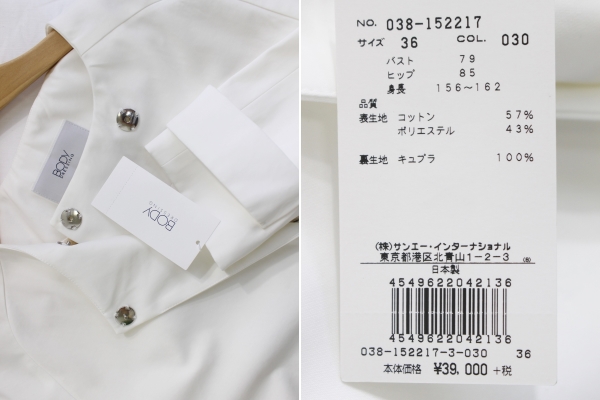 BODY
DRESSING
BODY
DRESSING
NO. 038-152217
サイズ 36 COL. 030
バスト 79
ヒップ 85
身長 156〜162
品質
表生地 コットン 57%
ポリエステル 43%
裏生地 キュプラ 100%
(株)サンエー・インターナショナル
東京都港区北青山1-2-3 (6)
日本製
4549622042136
4549622042136
038-152217-3-030 36
本体価格 ¥39,000 +税